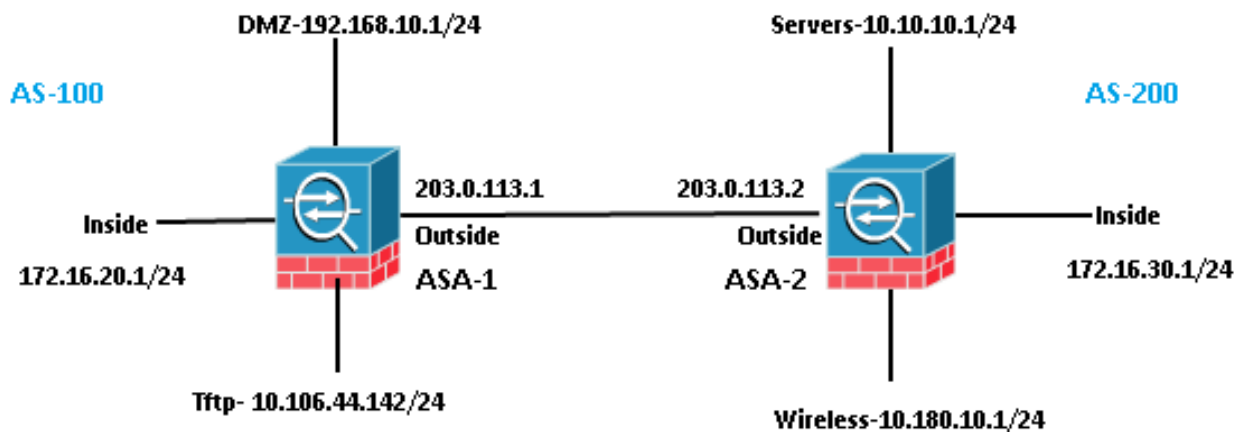 DMZ-192.168.10.1/24
Servers-10.10.10.1/24
AS-100
AS-200
203.0.113.1
203.0.113.2
Inside
Outside
Outside
Inside
172.16.20.1/24
ASA-1
ASA-2
172.16.30.1/24
Tftp- 10.106.44.142/24
Wireless-10.180.10.1/24